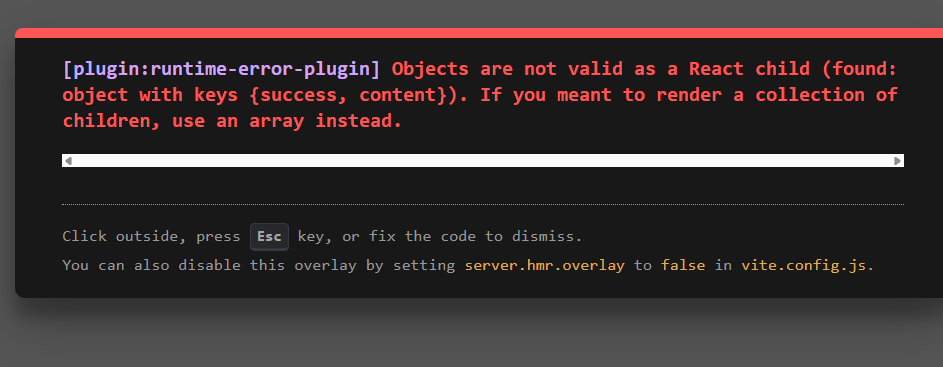 [plugin:runtime-error-plugin] Objects are not valid as a React child (found:
object with keys {success, content}). If you meant to render a collection of
children, use an array instead.
Click outside, press Esc key, or fix the code to dismiss.
You can also disable this overlay by setting server.hmr.overlay to false in vite.config.js.